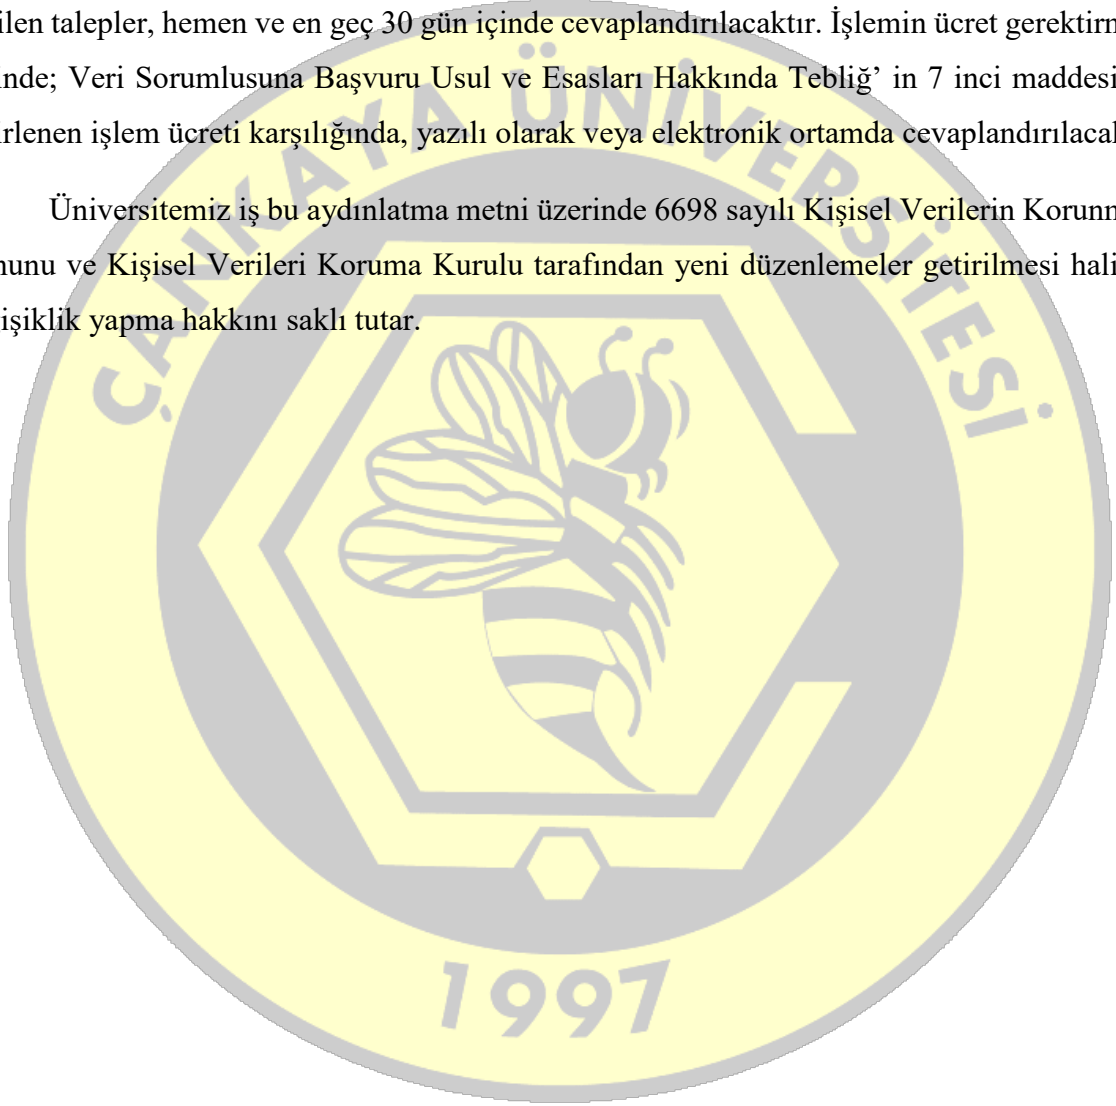 ilen talepler, hemen ve en geç 30 gün içinde cevaplandırılacaktır. İşlemin ücret gerektirm
inde; Veri Sorumlusuna Başvuru Usul ve Esasları Hakkında Tebliğ’ in 7 inci maddesi
irlenen işlem ücreti karşılığında, yazılı olarak veya elektronik ortamda cevaplandırılacak
Üniversitemiz iş bu aydınlatma metni üzerinde 6698 sayılı Kişisel Verilerin Korunm
nunu ve Kişisel Verileri Koruma Kurulu tarafından yeni düzenlemeler getirilmesi hali
işiklik yapma hakkını saklı tutar.
ÇANKAYA ÜNİVERSİTESİ
1997